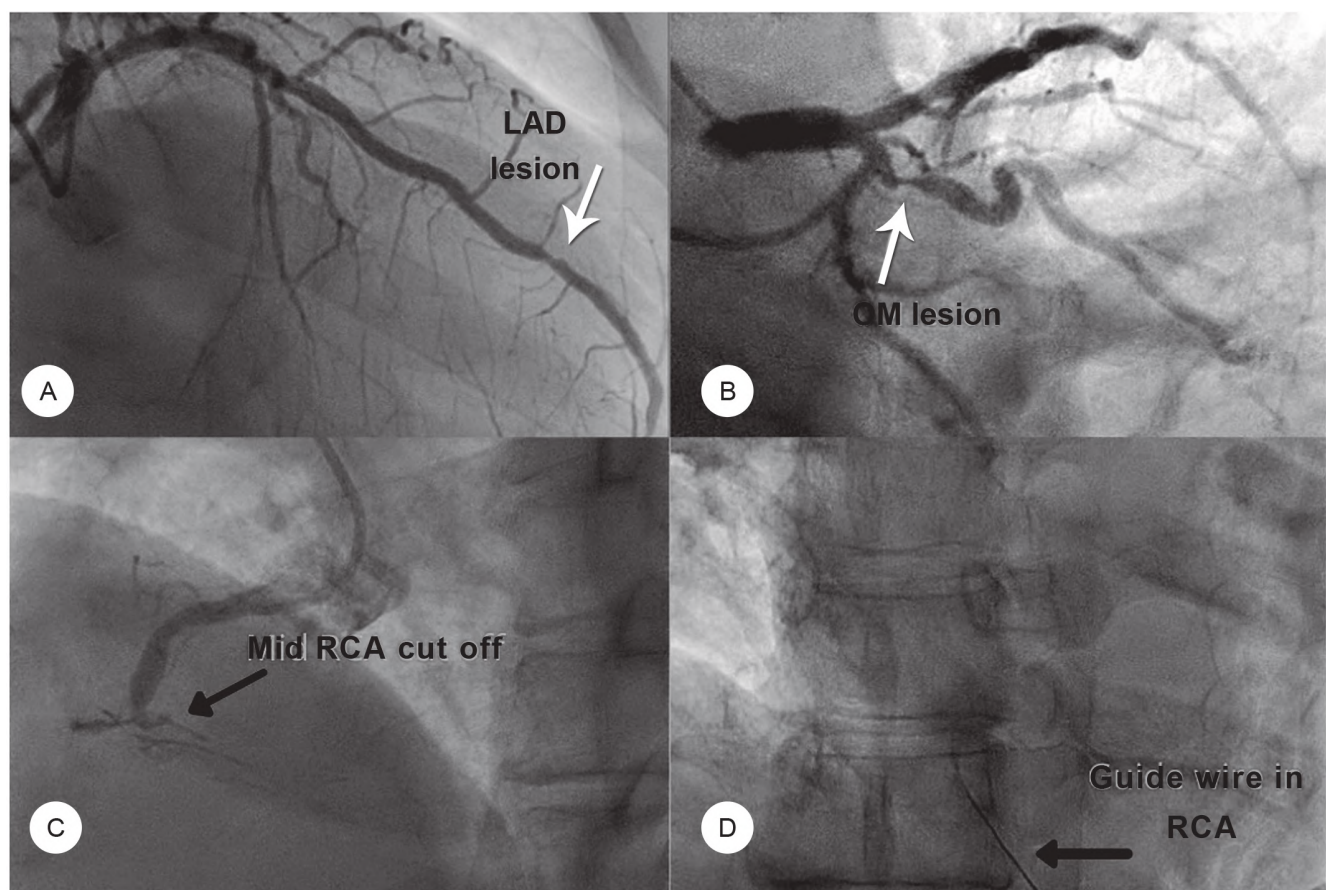 LAD
lesion
A
OM lesion
B
Mid RCA cut off
C
Guide wire in
RCA
D